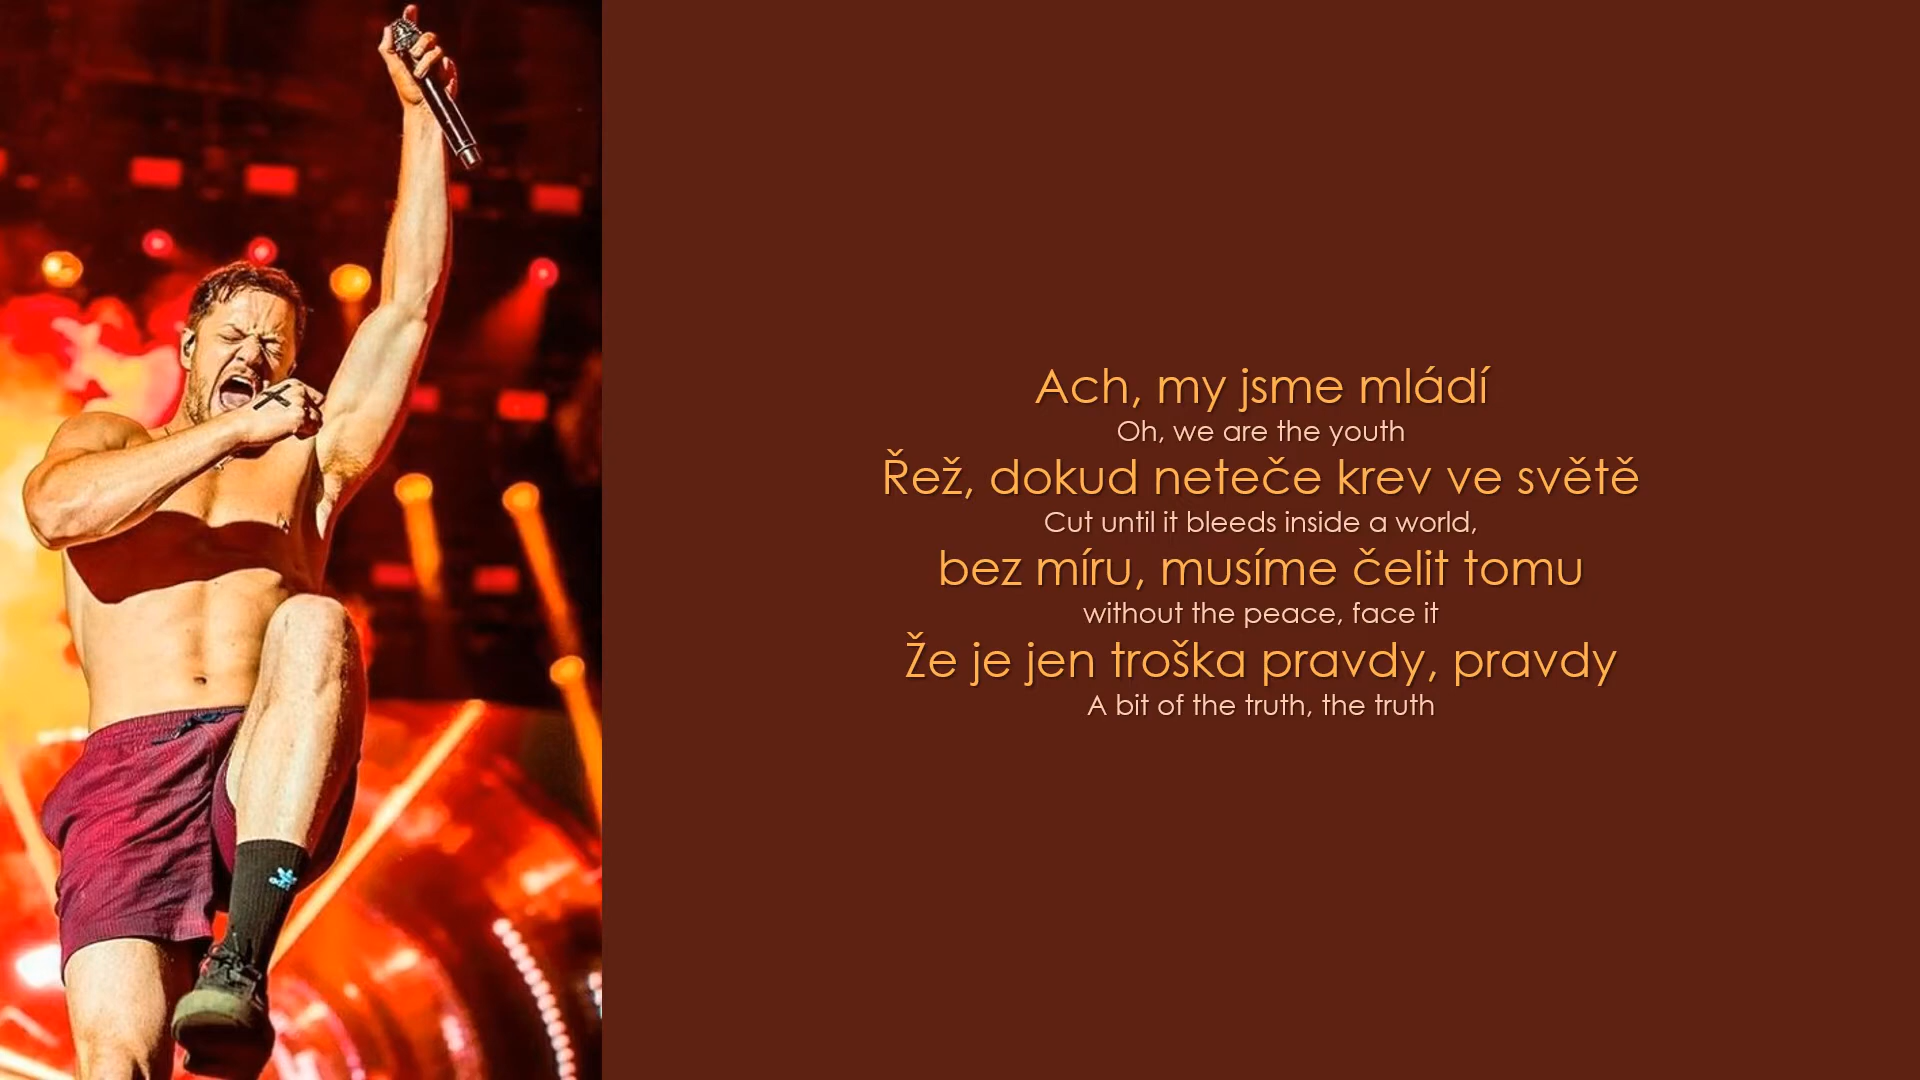 Ach, my jsme mládí
Oh, we are the youth
Řež, dokud neteče krev ve světě
Cut until it bleeds inside a world,
bez míru, musíme čelit tomu
without the peace, face it
Že je jen troška pravdy, pravdy
A bit of the truth, the truth